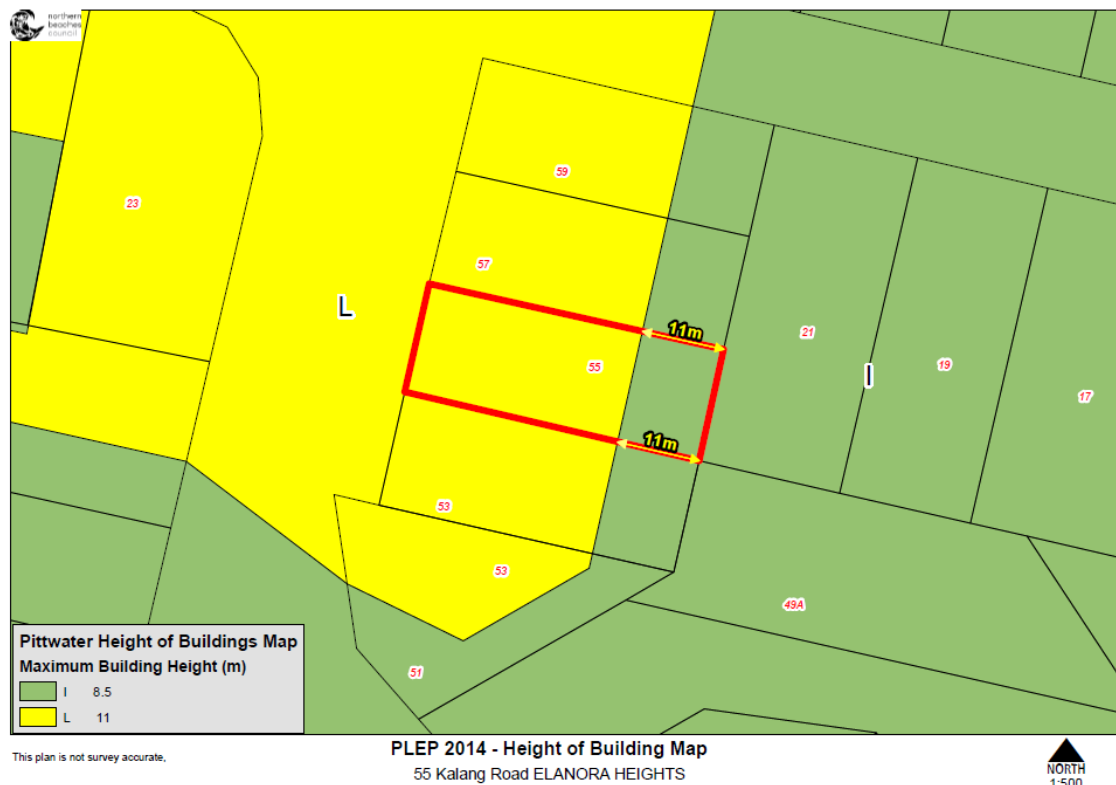 northern
beaches
council
59
23
57
L
11m
21
55
19
I
17
11m
53
53
49A
51
Pittwater Height of Buildings Map
Maximum Building Height (m)
I 8.5
L 11
This plan is not survey accurate,
PLEP 2014 - Height of Building Map
55 Kalang Road ELANORA HEIGHTS
NORTH
1:500